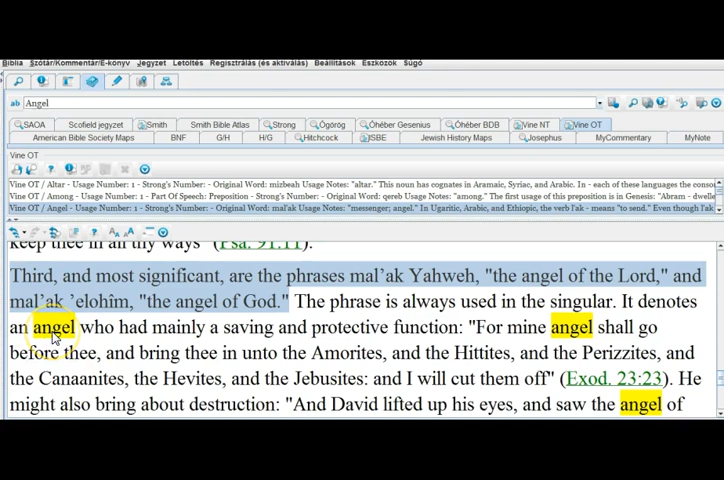 Biblia Szótár/Kommentár/E-könyv Jegyzet Letöltés Regisztrálás (és aktiválás) Beállítások Eszközök Súgó
ab Angel
SAOA Scofield jegyzet Smith Smith Bible Atlas Strong Ógörög Óhéber Gesenius Óhéber BDB Vine NT Vine OT
American Bible Society Maps BNF G/H H/G Hitchcock ISBE Jewish History Maps Josephus MyCommentary MyNote
Vine OT
Vine OT / Altar - Usage Number: 1 - Strong's Number: - Original Word: mizbeah Usage Notes: "altar." This noun has cognates in Aramaic, Syriac, and Arabic. In - each of these languages the conso
Vine OT / Among - Usage Number: 1 - Part Of Speech: Preposition - Strong's Number: - Original Word: qereb Usage Notes: "among." The first usage of this preposition is in Genesis: "Abram - dwelle
Vine OT / Angel - Usage Number: 1 - Strong's Number: - Original Word: mal'ak Usage Notes: "messenger; angel." In Ugaritic, Arabic, and Ethiopic, the verb l'ak - means "to send." Even though l'ak
keep thee in all thy ways" (Psa. 91:11).
Third, and most significant, are the phrases mal'ak Yahweh, "the angel of the Lord," and
mal'ak 'elohîm, "the angel of God." The phrase is always used in the singular. It denotes
an angel who had mainly a saving and protective function: "For mine angel shall go
before thee, and bring thee in unto the Amorites, and the Hittites, and the Perizzites, and
the Canaanites, the Hevites, and the Jebusites: and I will cut them off" (Exod. 23:23). He
might also bring about destruction: "And David lifted up his eyes, and saw the angel of